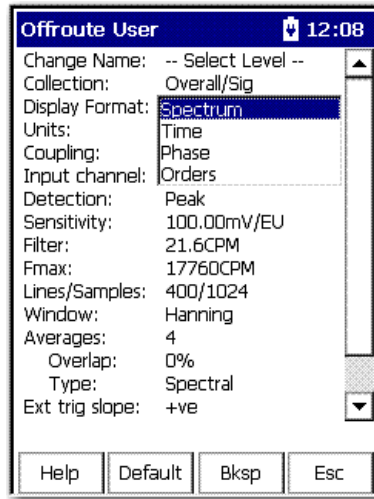 Offroute User 12:08
Change Name: -- Select Level --
Collection: Overall/Sig
Display Format: Spectrum
Units: Time
Coupling: Phase
Input channel: Orders
Detection: Peak
Sensitivity: 100.00mV/EU
Filter: 21.6CPM
Fmax: 17760CPM
Lines/Samples: 400/1024
Window: Hanning
Averages: 4
Overlap: 0%
Type: Spectral
Ext trig slope: +ve
Help Default Bksp Esc